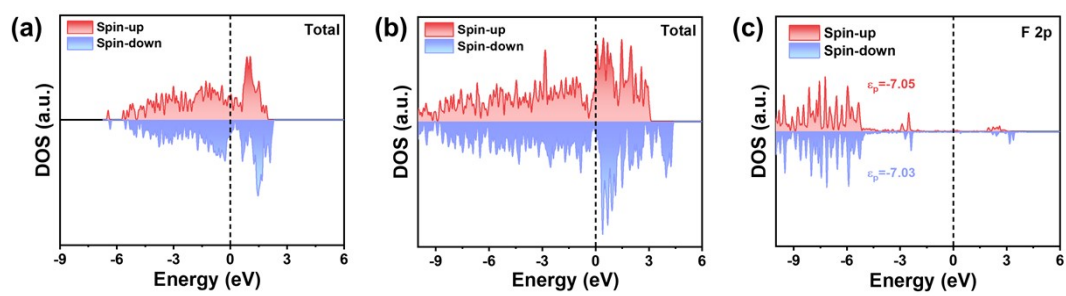 (a)
Spin-up
Spin-down
Total
DOS (a.u.)
-9 -6 -3 0 3 6
Energy (eV)
(b)
Spin-up
Spin-down
Total
DOS (a.u.)
-9 -6 -3 0 3 6
Energy (eV)
(c)
Spin-up
Spin-down
F 2p
εp=-7.05
εp=-7.03
DOS (a.u.)
-9 -6 -3 0 3 6
Energy (eV)